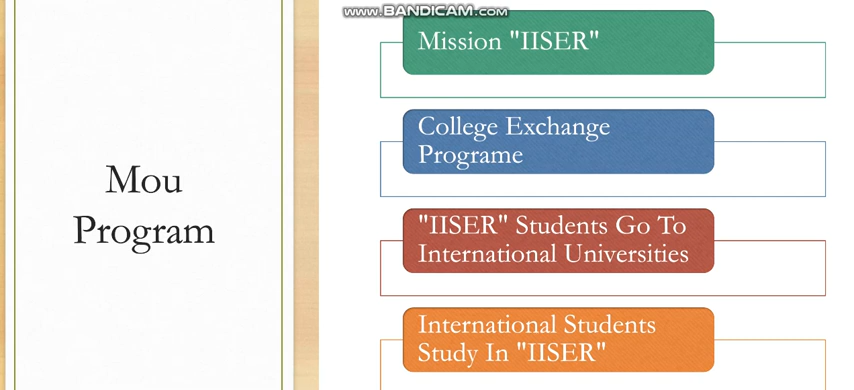 www.BANDICAM.com
Mou
Program
Mission "IISER"
College Exchange
Programe
"IISER" Students Go To
International Universities
International Students
Study In "IISER"